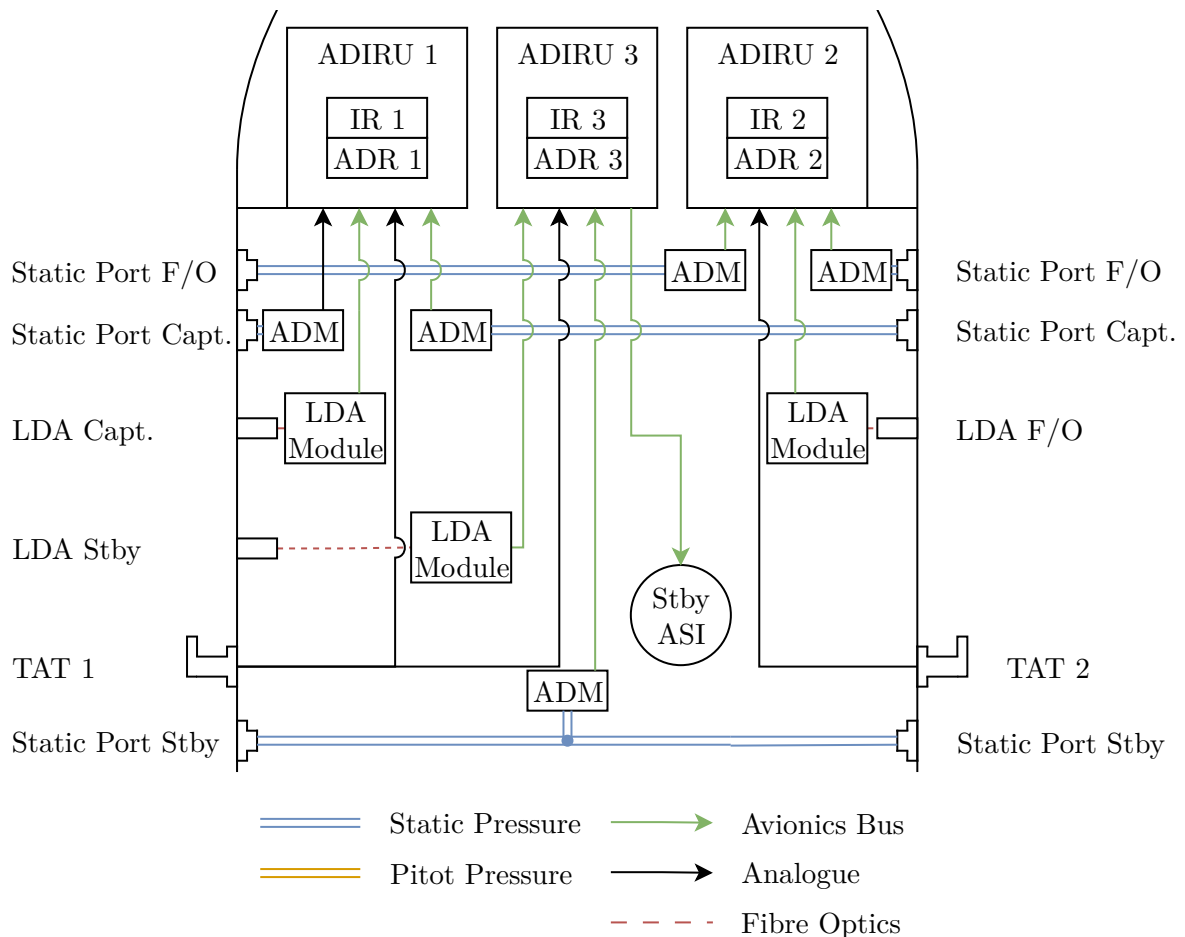 ADIRU 1
ADIRU 3
ADIRU 2
IR 1
IR 3
IR 2
ADR 1
ADR 3
ADR 2
Static Port F/O
ADM
ADM
Static Port F/O
Static Port Capt.
ADM
ADM
Static Port Capt.
LDA Capt.
LDA
Module
LDA
Module
LDA F/O
LDA Stby
LDA
Module
Stby
ASI
TAT 1
TAT 2
ADM
Static Port Stby
Static Port Stby
Static Pressure
Avionics Bus
Pitot Pressure
Analogue
Fibre Optics